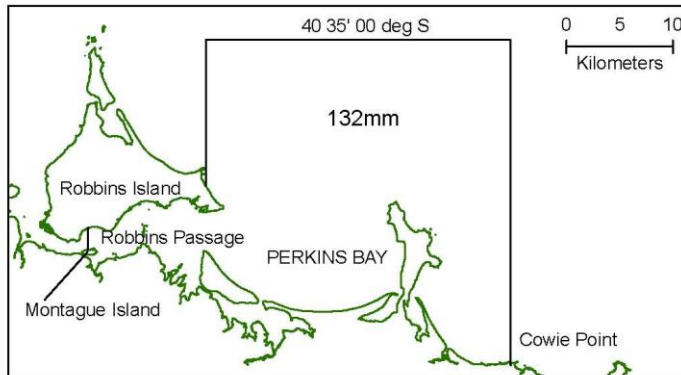 40 35' 00 deg S
0 5 10
Kilometers
132mm
Robbins Island
Robbins Passage
PERKINS BAY
Montague Island
Cowie Point